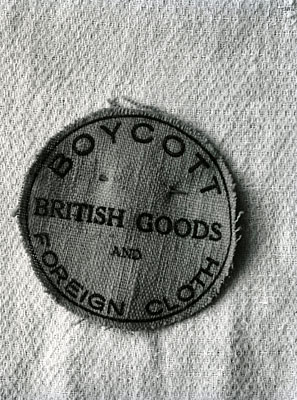 BOYCOTT
BRITISH GOODS
AND
FOREIGN CLOTH